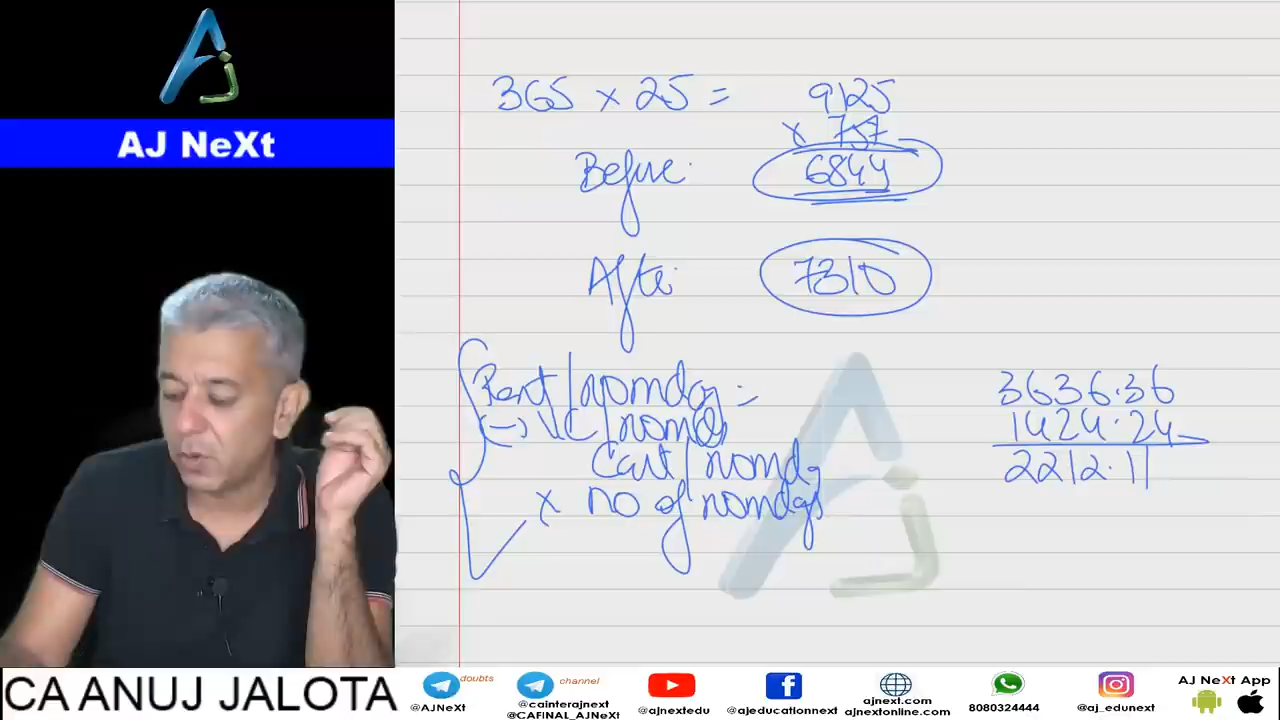 AJ NeXt
365 x 25 = 9125
x 757
Before 6844
After 7310
Rent/roomday = 3636.36
(-) VC/roomday 1424.24
Cont/roomday 2212.11
x no of roomdays
CA ANUJ JALOTA
doubts
@AJNeXt
channel
@cainterajnext
@CAFINAL_AJNeXt
@ajnextedu
@ajeducationnext
ajnext.com
ajnextonline.com
8080324444
@aj_edunext
AJ NeXt App